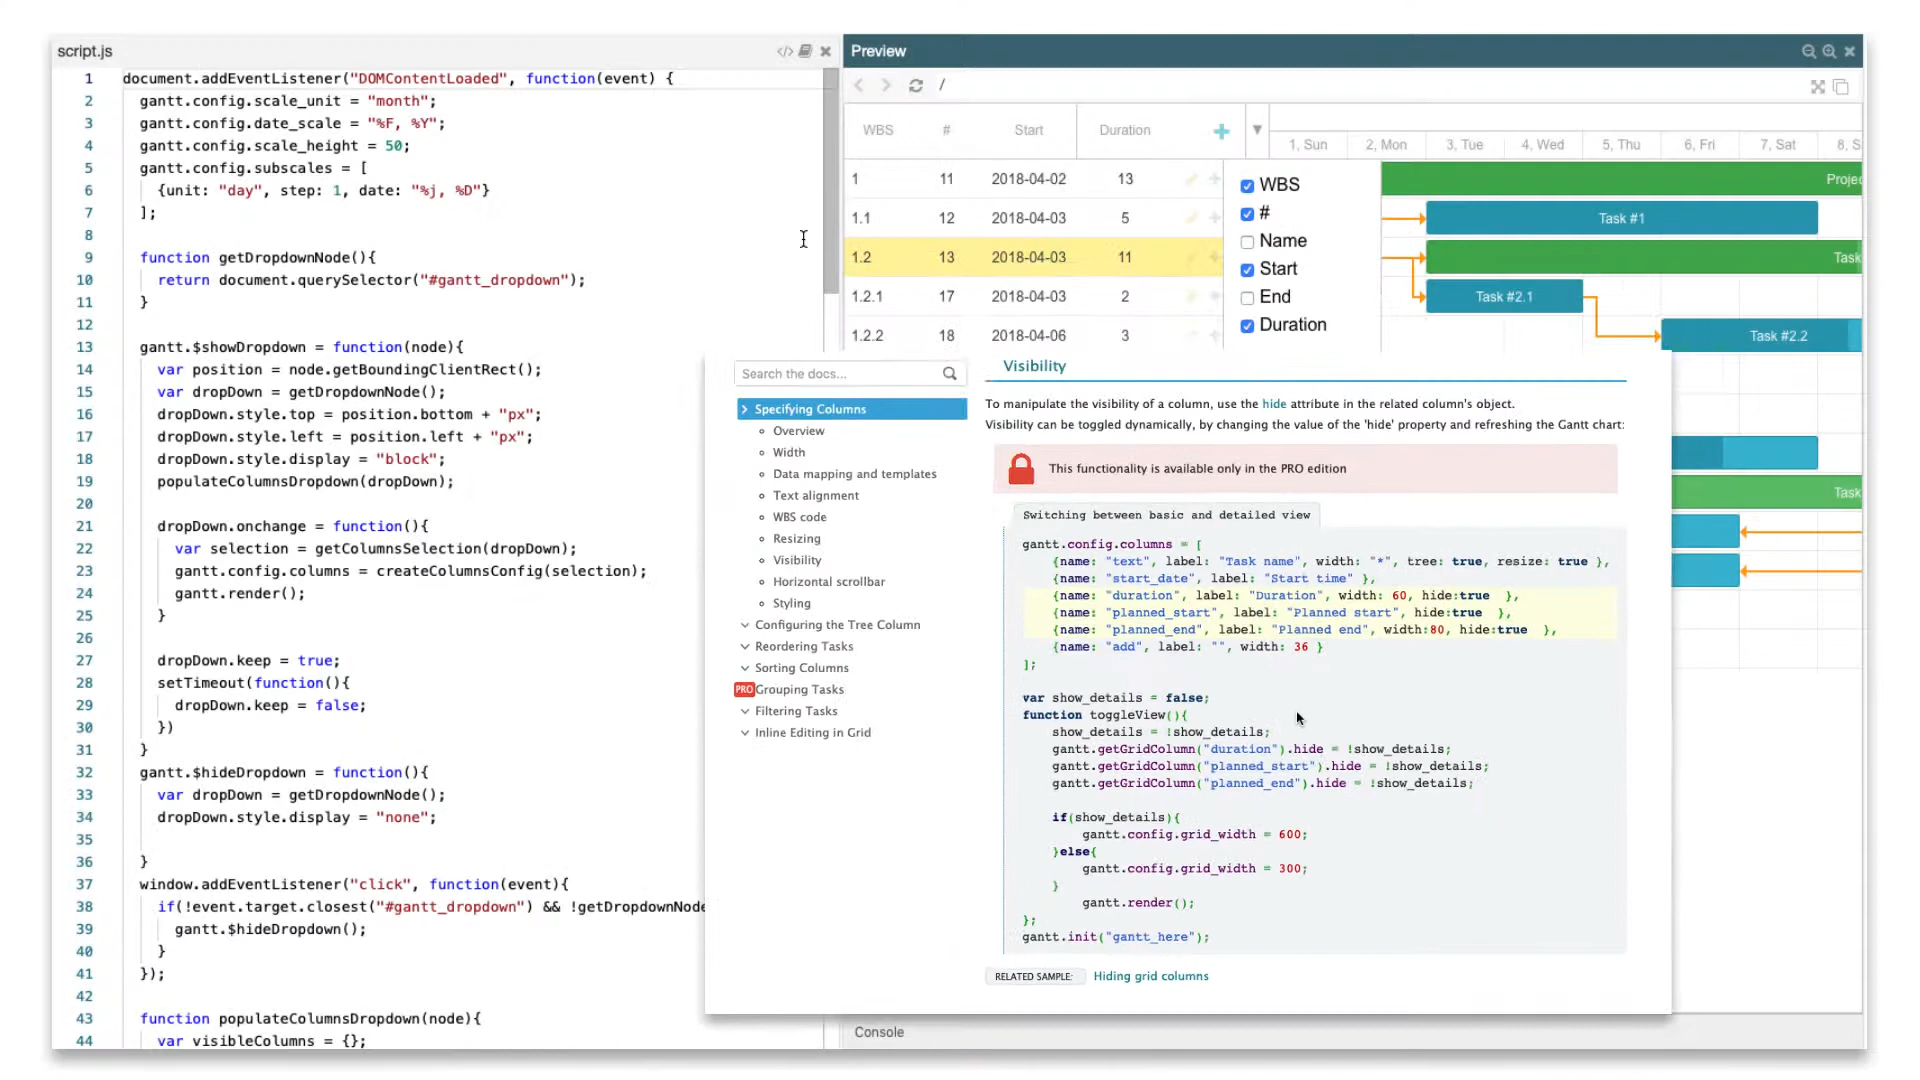 script.js
1 document.addEventListener("DOMContentLoaded", function(event) {
2 gantt.config.scale_unit = "month";
3 gantt.config.date_scale = "%F, %Y";
4 gantt.config.scale_height = 50;
5 gantt.config.subscales = [
6 {unit: "day", step: 1, date: "%j, %D"}
7 ];
8
9 function getDropdownNode(){
10 return document.querySelector("#gantt_dropdown");
11 }
12
13 gantt.$showDropdown = function(node){
14 var position = node.getBoundingClientRect();
15 var dropDown = getDropdownNode();
16 dropDown.style.top = position.bottom + "px";
17 dropDown.style.left = position.left + "px";
18 dropDown.style.display = "block";
19 populateColumnsDropdown(dropDown);
20
21 dropDown.onchange = function(){
22 var selection = getColumnsSelection(dropDown);
23 gantt.config.columns = createColumnsConfig(selection);
24 gantt.render();
25 }
26
27 dropDown.keep = true;
28 setTimeout(function(){
29 dropDown.keep = false;
30 })
31 }
32 gantt.$hideDropdown = function(){
33 var dropDown = getDropdownNode();
34 dropDown.style.display = "none";
35
36 }
37 window.addEventListener("click", function(event){
38 if(!event.target.closest("#gantt_dropdown") && !getDropdownNode
39 gantt.$hideDropdown();
40 }
41 });
42
43 function populateColumnsDropdown(node){
44 var visibleColumns = {};
Preview
/
WBS # Start Duration
1, Sun 2, Mon 3, Tue 4, Wed 5, Thu 6, Fri 7, Sat 8, S
1 11 2018-04-02 13
1.1 12 2018-04-03 5
1.2 13 2018-04-03 11
1.2.1 17 2018-04-03 2
1.2.2 18 2018-04-06 3
WBS
#
Name
Start
End
Duration
Projec
Task #1
Task
Task #2.1
Task #2.2
Task
Search the docs...
Specifying Columns
Overview
Width
Data mapping and templates
Text alignment
WBS code
Resizing
Visibility
Horizontal scrollbar
Styling
Configuring the Tree Column
Reordering Tasks
Sorting Columns
PRO Grouping Tasks
Filtering Tasks
Inline Editing in Grid
Visibility
To manipulate the visibility of a column, use the hide attribute in the related column's object.
Visibility can be toggled dynamically, by changing the value of the 'hide' property and refreshing the Gantt chart:
This functionality is available only in the PRO edition
Switching between basic and detailed view
gantt.config.columns = [
{name: "text", label: "Task name", width: "*", tree: true, resize: true },
{name: "start_date", label: "Start time" },
{name: "duration", label: "Duration", width: 60, hide:true },
{name: "planned_start", label: "Planned start", hide:true },
{name: "planned_end", label: "Planned end", width:80, hide:true },
{name: "add", label: "", width: 36 }
];
var show_details = false;
function toggleView(){
show_details = !show_details;
gantt.getGridColumn("duration").hide = !show_details;
gantt.getGridColumn("planned_start").hide = !show_details;
gantt.getGridColumn("planned_end").hide = !show_details;
if(show_details){
gantt.config.grid_width = 600;
}else{
gantt.config.grid_width = 300;
}
gantt.render();
};
gantt.init("gantt_here");
RELATED SAMPLE: Hiding grid columns
Console